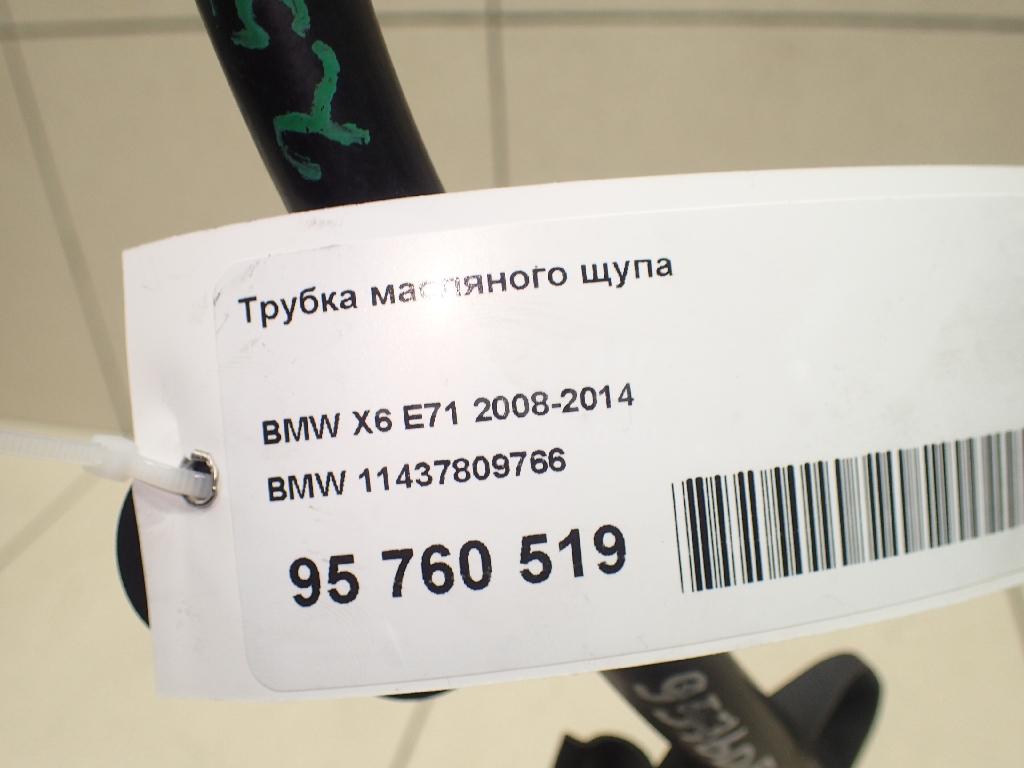 Трубка масляного щупа
BMW X6 E71 2008-2014
BMW 11437809766
95 760 519